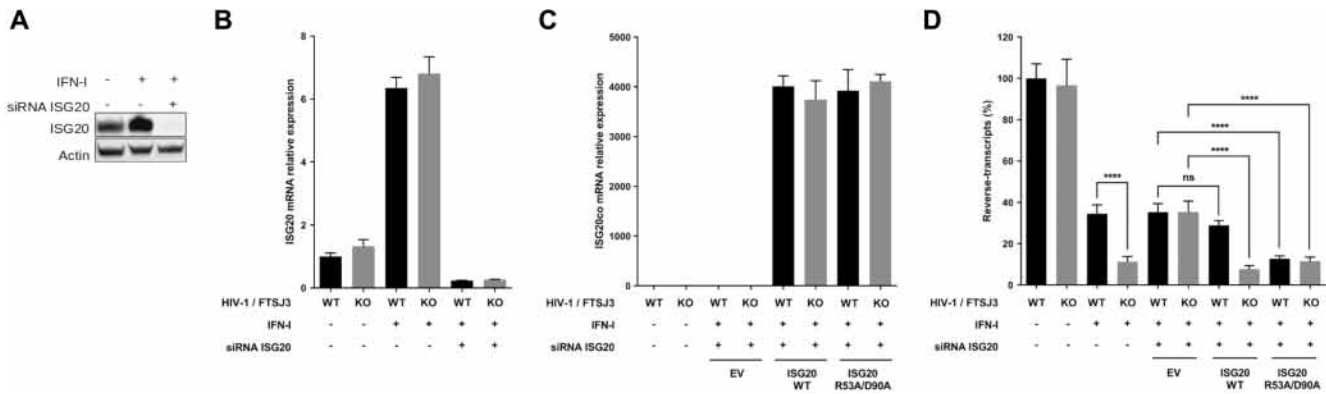 A
IFN-I - + +
siRNA ISG20 - - +
ISG20
Actin
B
ISG20 mRNA relative expression
8
6
4
2
0
HIV-1 / FTSJ3 WT KO WT KO WT KO
IFN-I - - + + + +
siRNA ISG20 - - - - + +
C
ISG20co mRNA relative expression
5000
4000
3000
2000
1000
0
HIV-1 / FTSJ3 WT KO WT KO WT KO WT KO
IFN-I - - + + + + + +
siRNA ISG20 - - + + + + + +
EV ISG20 ISG20
WT R53A/D90A
D
Reverse-transcripts (%)
120
100
80
60
40
20
0
****
****
****
ns
****
HIV-1 / FTSJ3 WT KO WT KO WT KO WT KO WT KO
IFN-I - - + + + + + + + +
siRNA ISG20 - - - - + + + + + +
EV ISG20 ISG20
WT R53A/D90A